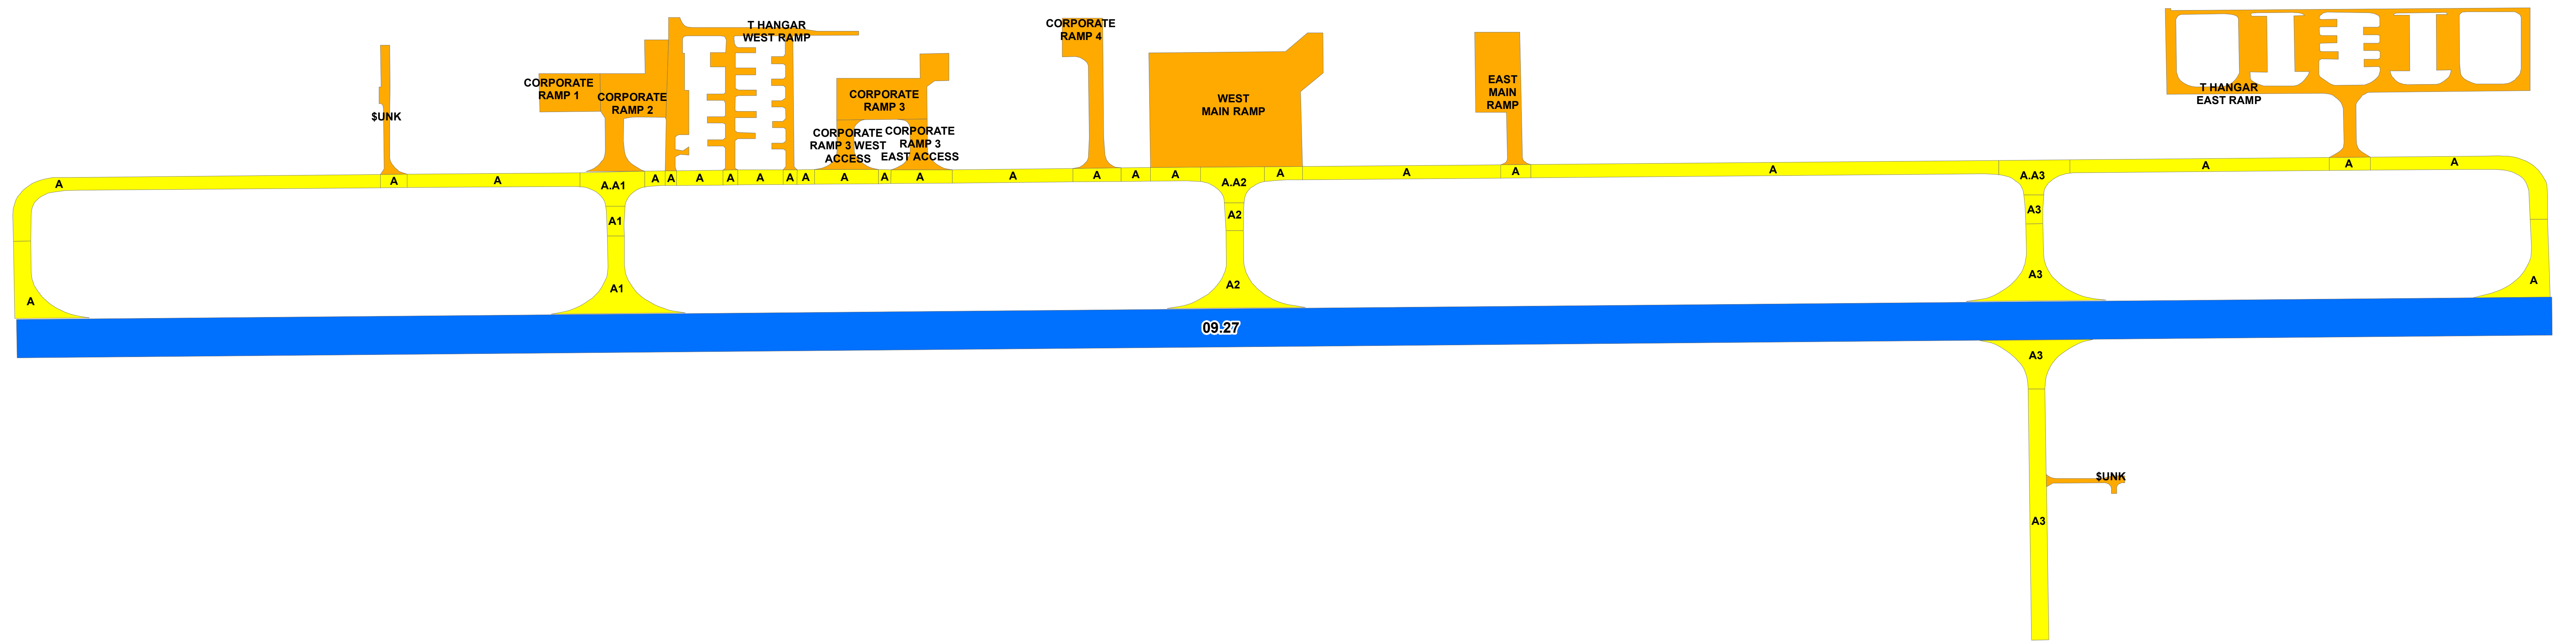 T HANGAR
WEST RAMP
CORPORATE
RAMP 4
CORPORATE
RAMP 1
CORPORATE
RAMP 2
$UNK
CORPORATE
RAMP 3
WEST
MAIN RAMP
EAST
MAIN
RAMP
T HANGAR
EAST RAMP
CORPORATE
RAMP 3 WEST
ACCESS
CORPORATE
RAMP 3
EAST ACCESS
A
A
A
A.A1
A
A
A
A
A
A
A
A
A
A
A
A
A
A
A.A2
A
A
A
A
A.A3
A
A
A
A1
A2
A3
A
A1
A2
A3
A
09.27
A3
$UNK
A3